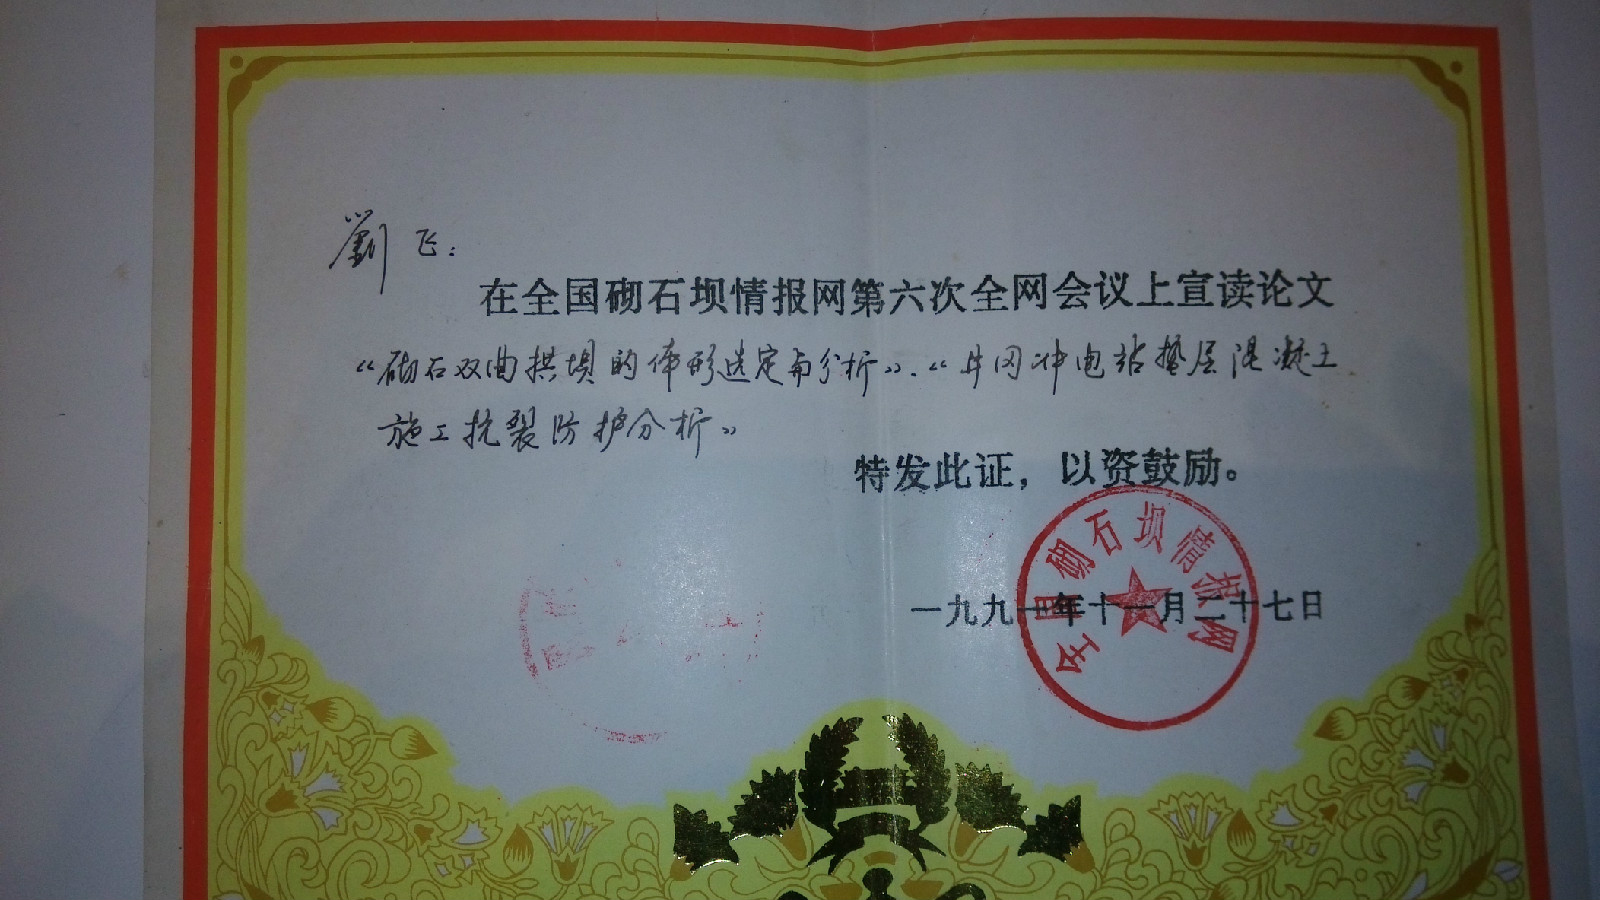 劉飞：
在全国砌石坝情报网第六次全网会议上宣读论文
“砌石双曲拱坝的体形选定与分析》.“井冈冲电站垫层混凝土
施工抗裂防护分析》
特发此证，以资鼓励。
全国砌石坝情报网
一九九一年十一月二十七日